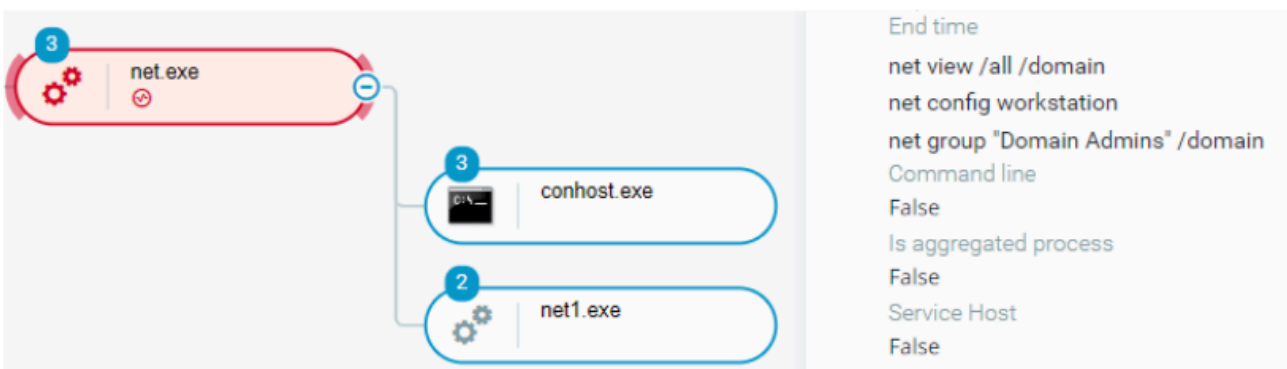 3
net.exe
3
C:\_
conhost.exe
2
net1.exe
End time
net view /all /domain
net config workstation
net group "Domain Admins" /domain
Command line
False
Is aggregated process
False
Service Host
False